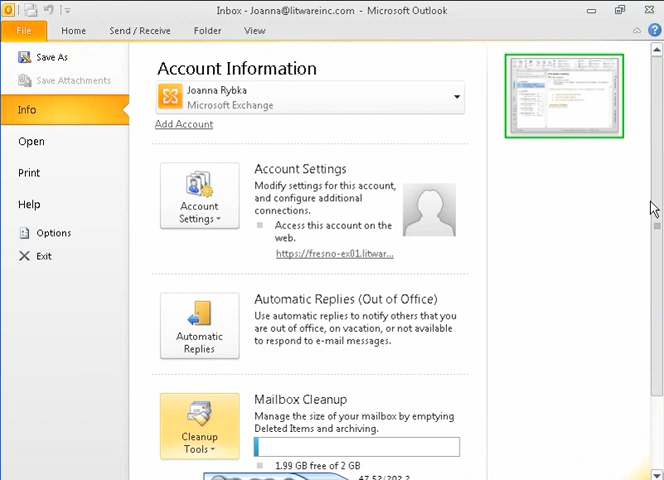 Inbox - Joanna@litwareinc.com - Microsoft Outlook
File Home Send / Receive Folder View
Save As
Save Attachments
Info
Open
Print
Help
Options
Exit
Account Information
Joanna Rybka
Microsoft Exchange
Add Account
Account Settings
Account Settings
Modify settings for this account,
and configure additional
connections.
Access this account on the
web.
https://fresno-ex01.litwar...
Automatic Replies
Automatic Replies (Out of Office)
Use automatic replies to notify others that you
are out of office, on vacation, or not available
to respond to e-mail messages.
Cleanup Tools
Mailbox Cleanup
Manage the size of your mailbox by emptying
Deleted Items and archiving.
1.99 GB free of 2 GB